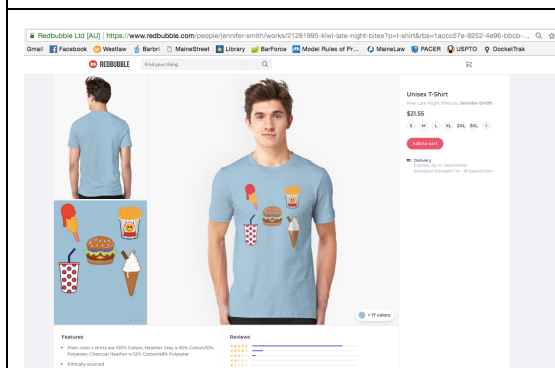 Redbubble Ltd [AU] | https://www.redbubble.com/people/jennifer-smith/works/21281995-kiwi-late-night-bites?p=t-shirt&rbs=1accc57e-9252-4e96-bbcb-...
Gmail Facebook Westlaw Barbri MaineStreet Library BarForce Model Rules of Pr... MaineLaw PACER USPTO DocketTrak
REDBUBBLE Find your thing
Unisex T-Shirt
Kiwi Late Night Bites by Jennifer-Smith
$21.55
S M L XL 2XL 3XL
Add to cart
Delivery
Express by 14 September
Standard between 14 - 18 September
+ 17 colors
Features
Plain color t-shirts are 100% Cotton, Heather Grey is 90% Cotton/10%
Polyester, Charcoal Heather is 52% Cotton/48% Polyester
Ethically sourced
Reviews